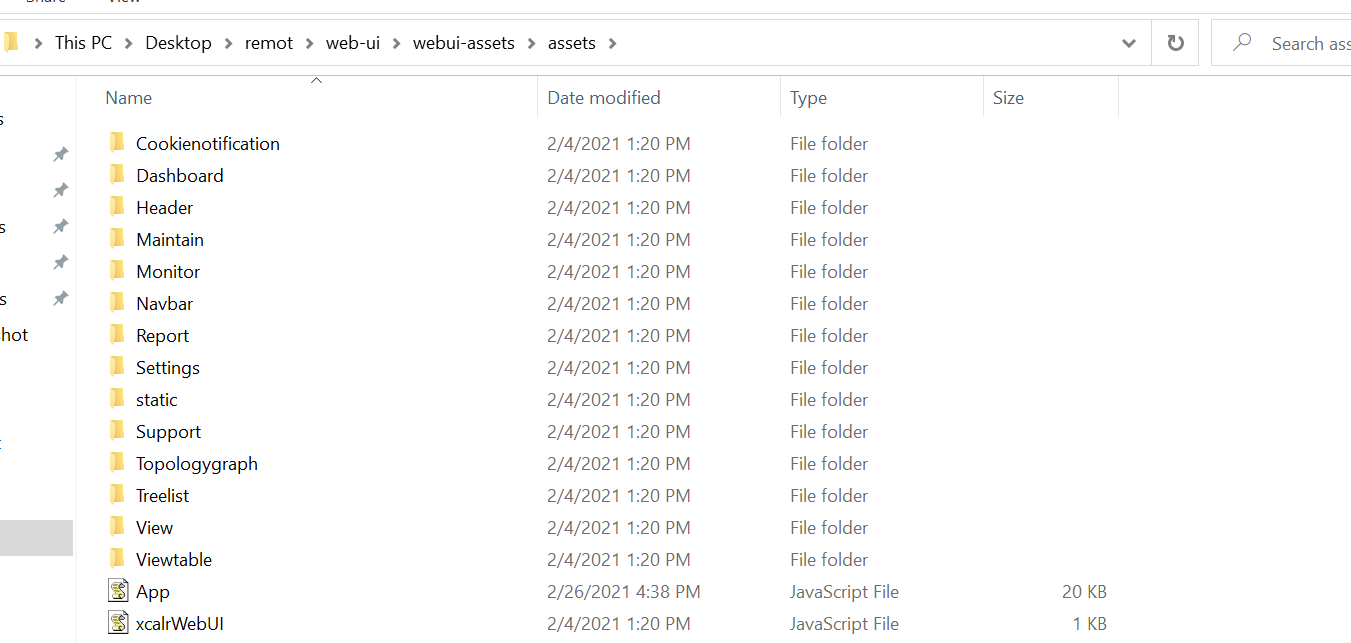 Share View
This PC Desktop remot web-ui webui-assets assets Search ass
Name Date modified Type Size
Cookienotification 2/4/2021 1:20 PM File folder
Dashboard 2/4/2021 1:20 PM File folder
Header 2/4/2021 1:20 PM File folder
Maintain 2/4/2021 1:20 PM File folder
Monitor 2/4/2021 1:20 PM File folder
Navbar 2/4/2021 1:20 PM File folder
Report 2/4/2021 1:20 PM File folder
hot
Settings 2/4/2021 1:20 PM File folder
static 2/4/2021 1:20 PM File folder
Support 2/4/2021 1:20 PM File folder
Topologygraph 2/4/2021 1:20 PM File folder
Treelist 2/4/2021 1:20 PM File folder
View 2/4/2021 1:20 PM File folder
Viewtable 2/4/2021 1:20 PM File folder
App 2/26/2021 4:38 PM JavaScript File 20 KB
xcalrWebUI 2/4/2021 1:20 PM JavaScript File 1 KB